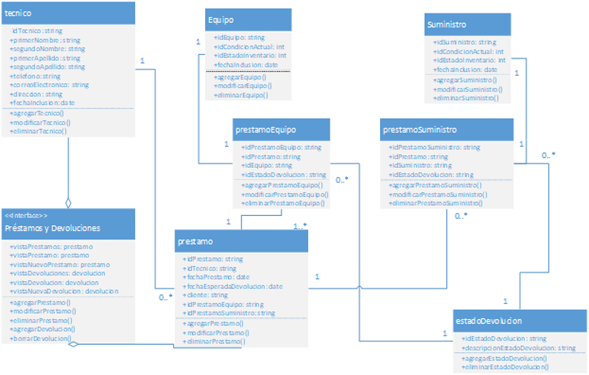 tecnico
-idTecnico: string
+primerNombre: string
+segundoNombre: string
+primerApellido: string
+segundoApellido: string
+telefono: string
+correoElectronico: string
+direccion: string
+fechaInclusion: date
+agregarTecnico()
+modificarTecnico()
+eliminarTecnico()
Equipo
+idEquipo: string
+idCondicionActual: int
+idEstadoInventario: int
+fechaInclusion: date
+agregarEquipo()
+modificarEquipo()
+eliminarEquipo()
Suministro
+idSuministro: string
+idCondicionActual: int
+idEstadoInventario: int
+fechaInclusion: date
+agregarSuministro()
+modificarSuministro()
+eliminarSuministro()
1
1
1
prestamoEquipo
+idPrestamoEquipo: string
+idPrestamo: string
+idEquipo: string
+idEstadoDevolucion: string
+agregarPrestamoEquipo()
+modificarPrestamoEquipo()
+eliminarPrestamoEquipo()
prestamoSuministro
+idPrestamoSuministro: string
+idPrestamo: string
+idSuministro: string
+idEstadoDevolucion: string
+agregarPrestamoSuministro()
+modificarPrestamoSuministro()
+eliminarPrestamoSuministro()
1
1
0..*
0..*
0..*
1
1..*
<<Interface>>
Préstamos y Devoluciones
+vistaPrestamos: prestamo
+vistaPrestamo: prestamo
+vistaNuevoPrestamo: prestamo
+vistaDevoluciones: devolucion
+vistaDevolucion: devolucion
+vistaNuevaDevolucion: devolucion
+agregarPrestamo()
+modificarPrestamo()
+eliminarPrestamo()
+agregarDevolucion()
+borrarDevolucion()
0..*
prestamo
+idPrestamo: string
+idTecnico: string
+fechaPrestamo: date
+fechaEsperadaDevolucion: date
+cliente: string
+idPrestamoEquipo: string
+idPrestamoSuministro: string
+agregarPrestamo()
+modificarPrestamo()
+eliminarPrestamo()
1
1
1
estadoDevolucion
+idEstadoDevolucion: string
+descripcionEstadoDevolucion: string
+agregarEstadoDevolucion()
+eliminarEstadoDevolucion()